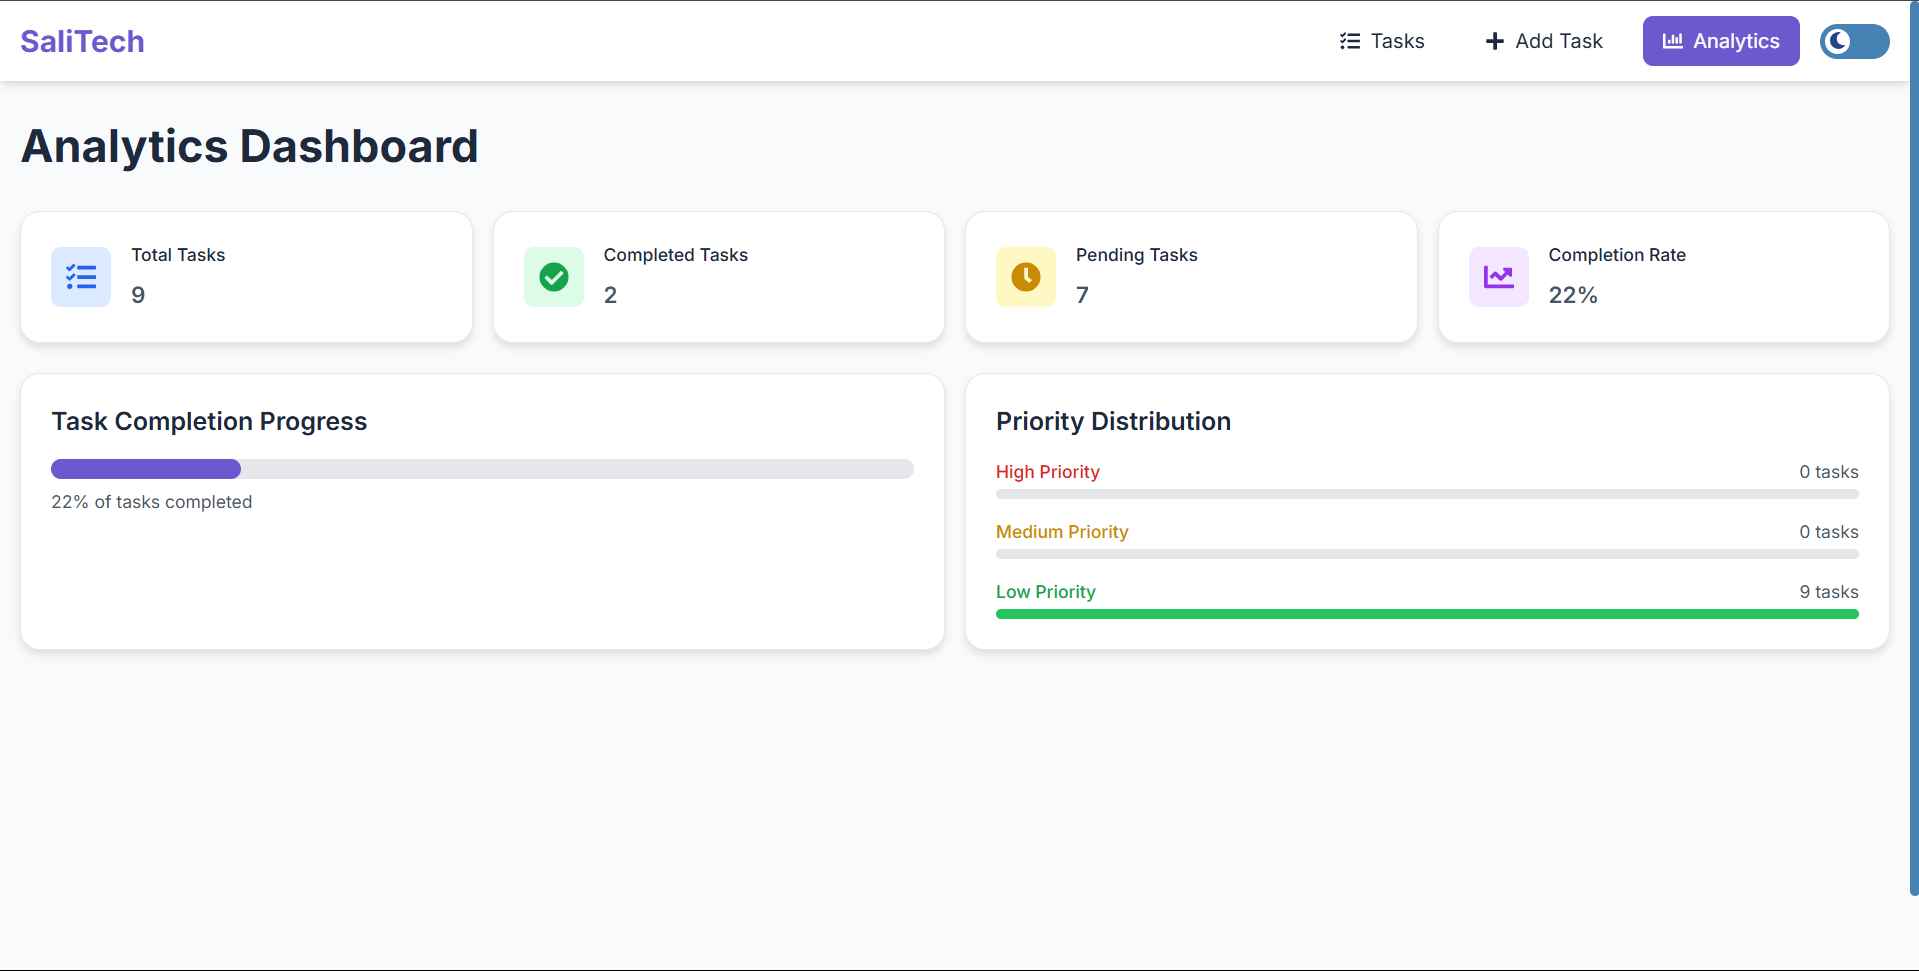 SaliTech
Tasks
Add Task
Analytics
Analytics Dashboard
Total Tasks
9
Completed Tasks
2
Pending Tasks
7
Completion Rate
22%
Task Completion Progress
22% of tasks completed
Priority Distribution
High Priority 0 tasks
Medium Priority 0 tasks
Low Priority 9 tasks